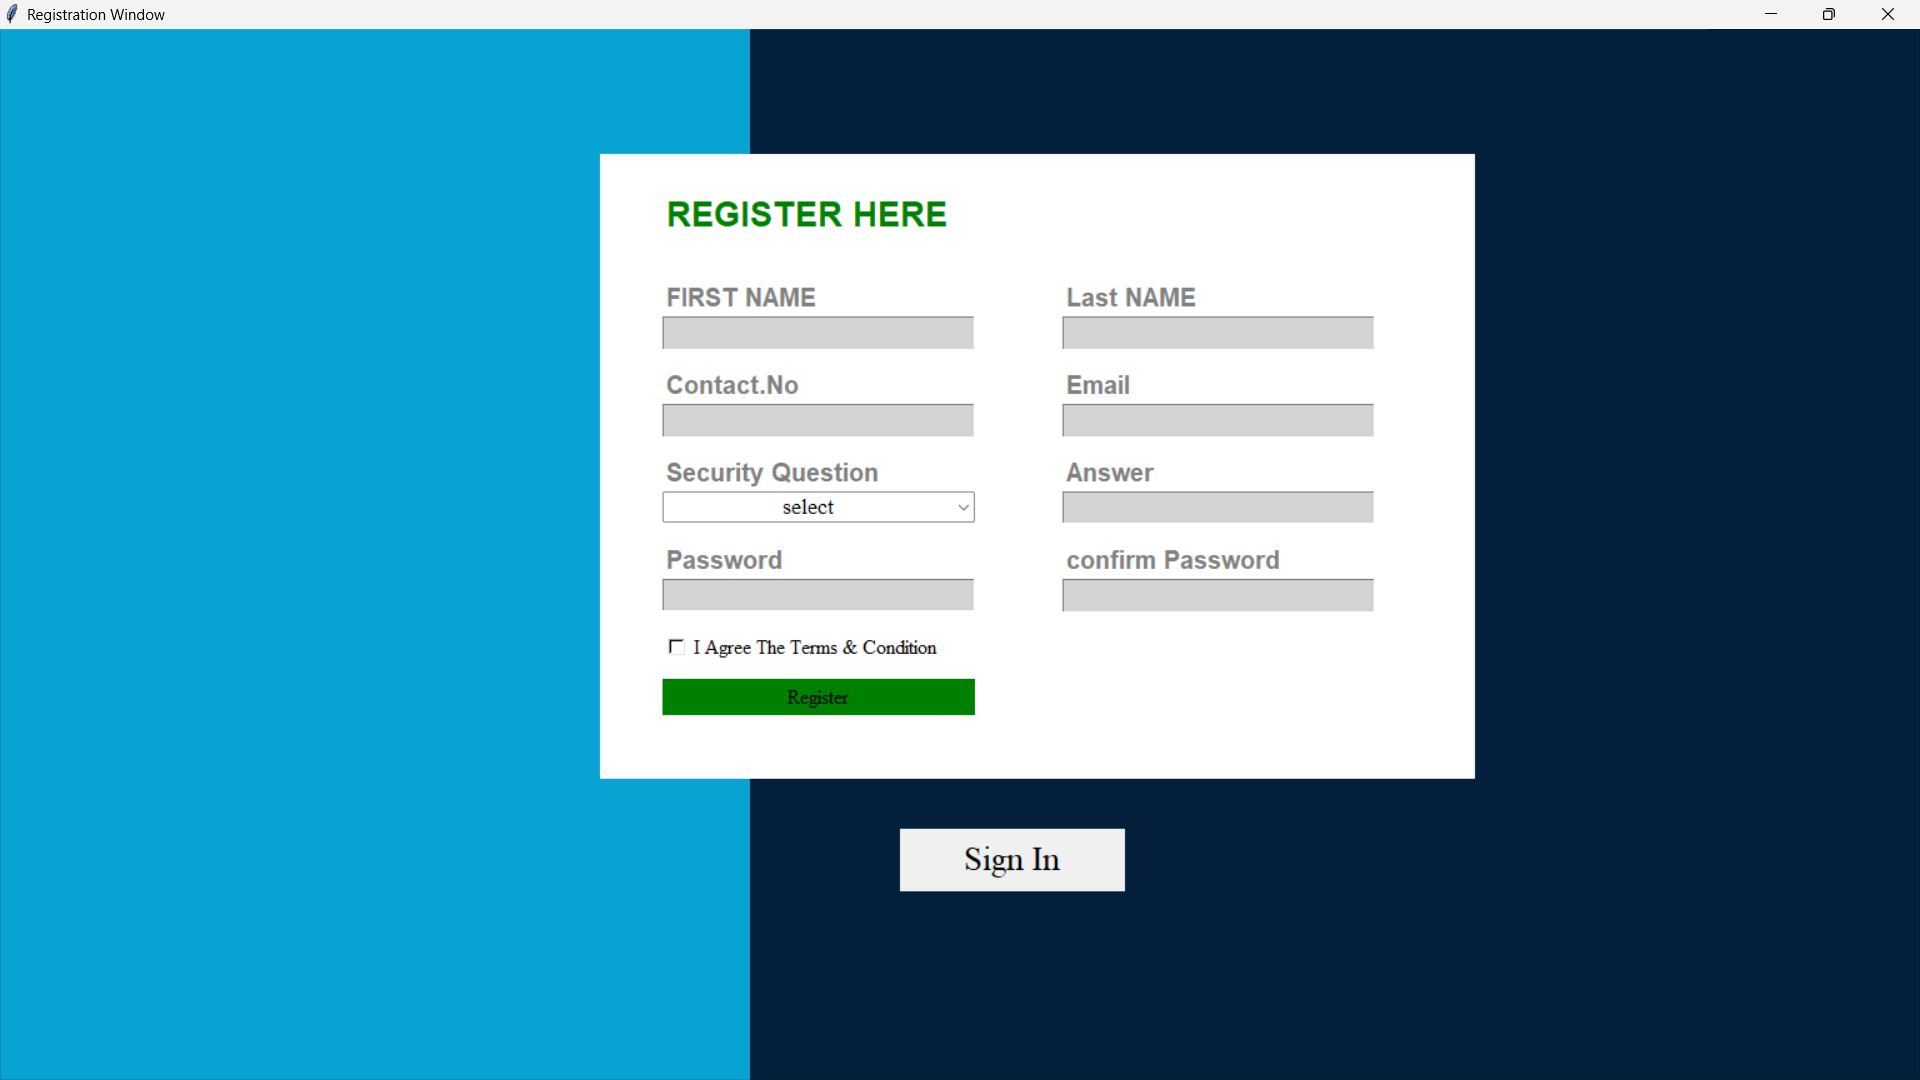 Registration Window
REGISTER HERE
FIRST NAME
Last NAME
Contact.No
Email
Security Question
Answer
select
Password
confirm Password
I Agree The Terms & Condition
Register
Sign In